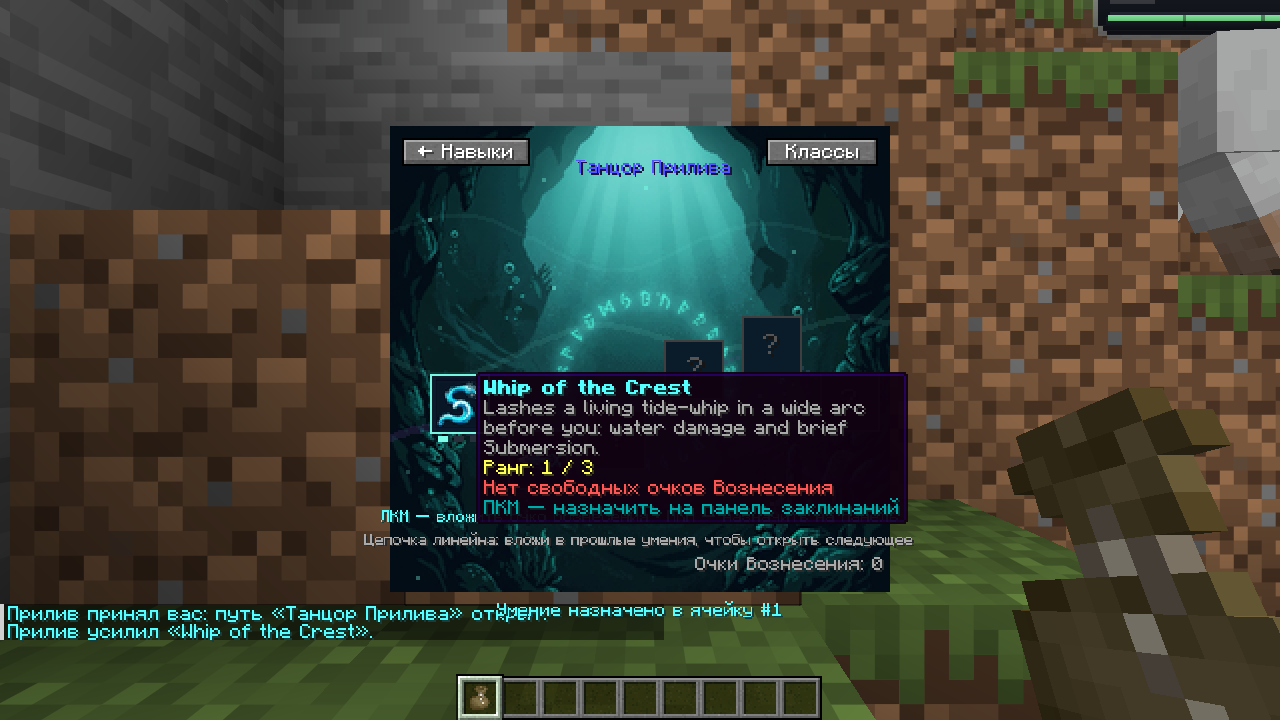 ← Навыки
Классы
Танцор Прилива
?
?
Whip of the Crest
Lashes a living tide-whip in a wide arc
before you: water damage and brief
Submersion.
Ранг: 1 / 3
Нет свободных очков Вознесения
ПКМ — назначить на панель заклинаний
ЛКМ — влож
Цепочка линейна: вложи в прошлые умения, чтобы открыть следующее
Очки Вознесения: 0
Умение назначено в ячейку #1
Прилив принял вас: путь «Танцор Прилива» открыт.
Прилив усилил «Whip of the Crest».